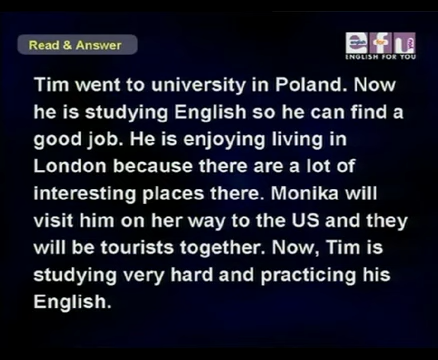 Read & Answer
efu
ENGLISH FOR YOU
Tim went to university in Poland. Now
he is studying English so he can find a
good job. He is enjoying living in
London because there are a lot of
interesting places there. Monika will
visit him on her way to the US and they
will be tourists together. Now, Tim is
studying very hard and practicing his
English.